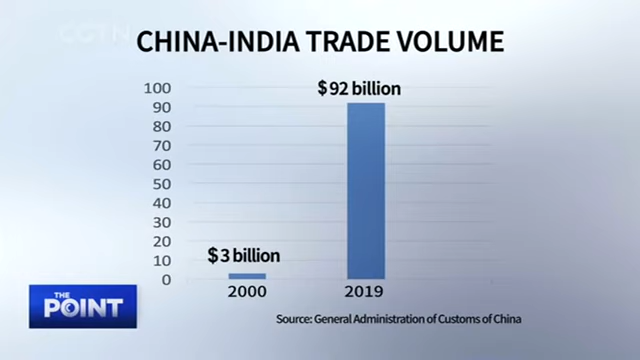 CGTN
CHINA-INDIA TRADE VOLUME
$92 billion
100
90
80
70
60
50
40
30
20
10
0
$3 billion
2000
2019
THE
POINT
Source: General Administration of Customs of China